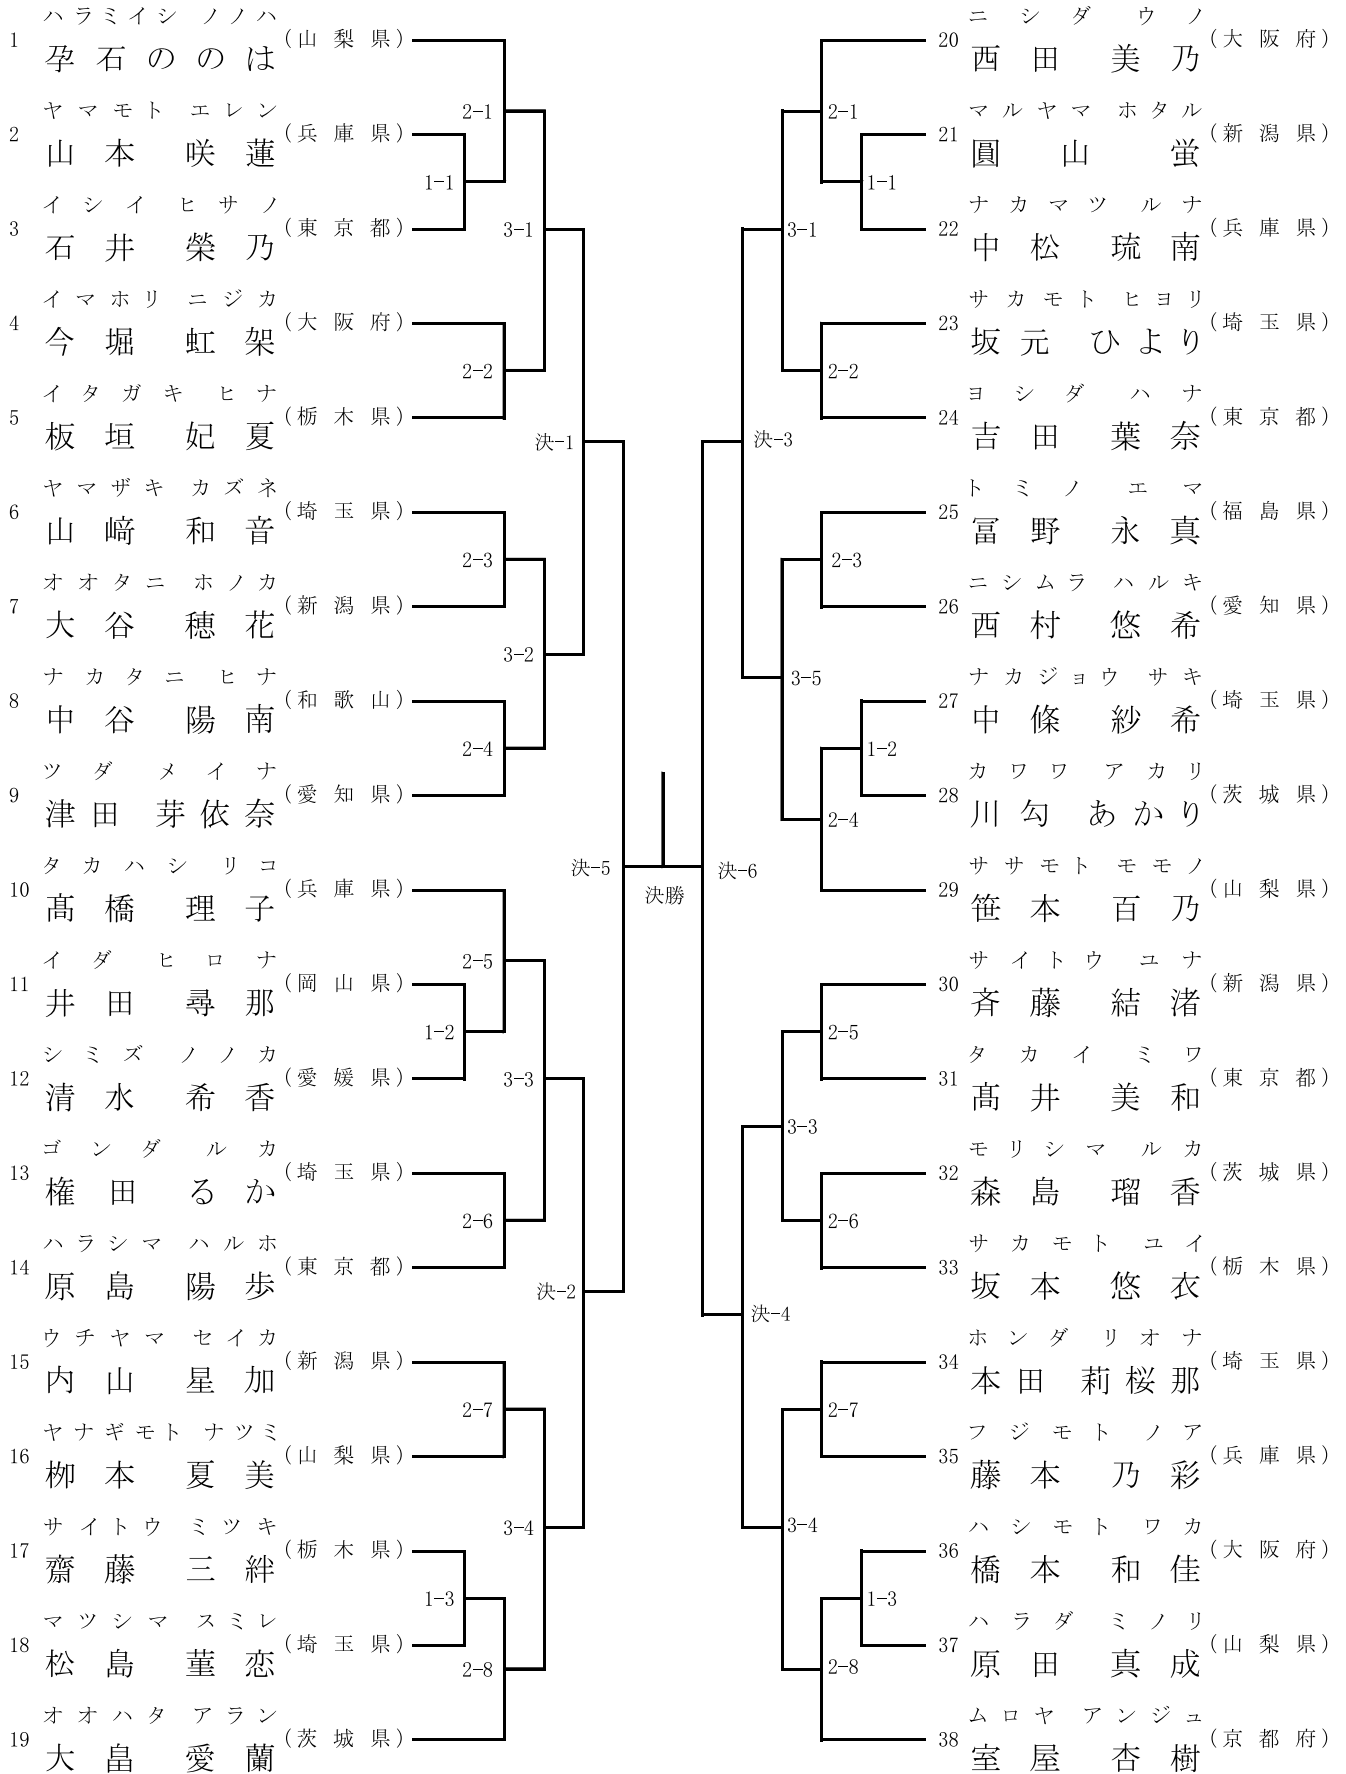 ハラミイシ ノノハ
1 孕石ののは (山梨県)
ヤマモト エレン
2 山本 咲蓮 (兵庫県)
イシイ ヒサノ
3 石井 榮乃 (東京都)
イマホリ ニジカ
4 今堀 虹架 (大阪府)
イタガキ ヒナ
5 板垣 妃夏 (栃木県)
ヤマザキ カズネ
6 山﨑 和音 (埼玉県)
オオタニ ホノカ
7 大谷 穂花 (新潟県)
ナカタニ ヒナ
8 中谷 陽南 (和歌山)
ツダ メイナ
9 津田 芽依奈 (愛知県)
タカハシ リコ
10 髙橋 理子 (兵庫県)
イダ ヒロナ
11 井田 尋那 (岡山県)
シミズ ノノカ
12 清水 希香 (愛媛県)
ゴンダ ルカ
13 権田 るか (埼玉県)
ハラシマ ハルホ
14 原島 陽歩 (東京都)
ウチヤマ セイカ
15 内山 星加 (新潟県)
ヤナギモト ナツミ
16 栁本 夏美 (山梨県)
サイトウ ミツキ
17 齋藤 三絆 (栃木県)
マツシマ スミレ
18 松島 菫恋 (埼玉県)
オオハタ アラン
19 大畠 愛蘭 (茨城県)
2-1
1-1
3-1
2-2
決-1
2-3
3-2
2-4
決-5
2-5
1-2
3-3
2-6
決-2
2-7
3-4
1-3
2-8
決勝
ニシダ ウノ
20 西田 美乃 (大阪府)
マルヤマ ホタル
21 圓山 蛍 (新潟県)
ナカマツ ルナ
22 中松 琉南 (兵庫県)
サカモト ヒヨリ
23 坂元 ひより (埼玉県)
ヨシダ ハナ
24 吉田 葉奈 (東京都)
トミノ エマ
25 冨野 永真 (福島県)
ニシムラ ハルキ
26 西村 悠希 (愛知県)
ナカジョウ サキ
27 中條 紗希 (埼玉県)
カワワ アカリ
28 川勾 あかり (茨城県)
ササモト モモノ
29 笹本 百乃 (山梨県)
サイトウ ユナ
30 斉藤 結渚 (新潟県)
タカイ ミワ
31 髙井 美和 (東京都)
モリシマ ルカ
32 森島 瑠香 (茨城県)
サカモト ユイ
33 坂本 悠衣 (栃木県)
ホンダ リオナ
34 本田 莉桜那 (埼玉県)
フジモト ノア
35 藤本 乃彩 (兵庫県)
ハシモト ワカ
36 橋本 和佳 (大阪府)
ハラダ ミノリ
37 原田 真成 (山梨県)
ムロヤ アンジュ
38 室屋 杏樹 (京都府)
2-1
1-1
3-1
2-2
決-3
2-3
3-5
1-2
2-4
決-6
2-5
3-3
2-6
決-4
2-7
3-4
1-3
2-8